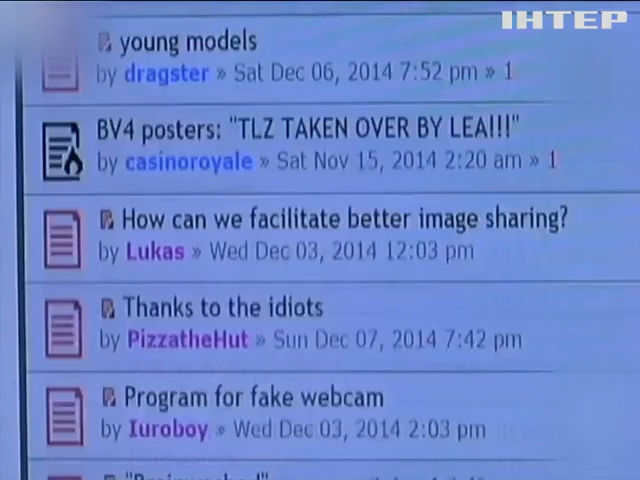 ІНТЕР
young models
by dragster » Sat Dec 06, 2014 7:52 pm » 1
BV4 posters: "TLZ TAKEN OVER BY LEA!!!"
by casinoroyale » Sat Nov 15, 2014 2:20 am » 1
How can we facilitate better image sharing?
by Lukas » Wed Dec 03, 2014 12:03 pm
Thanks to the idiots
by PizzatheHut » Sun Dec 07, 2014 7:42 pm
Program for fake webcam
by Iuroboy » Wed Dec 03, 2014 2:03 pm